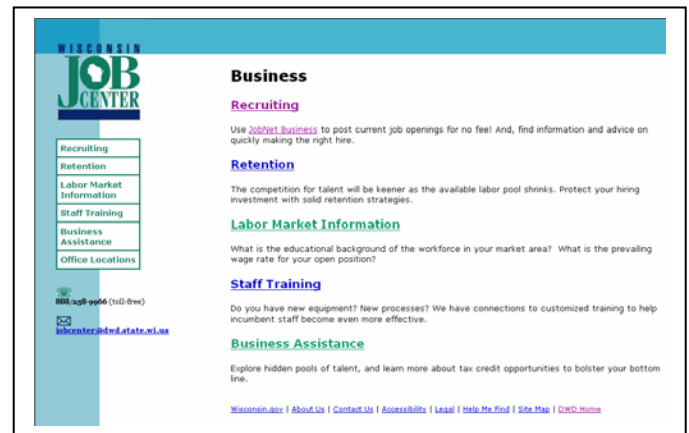 WISCONSIN
JOB
CENTER
Recruiting
Retention
Labor Market
Information
Staff Training
Business
Assistance
Office Locations
888/258-9966 (toll-free)
jobcenter@dwd.state.wi.us
Business
Recruiting
Use JobNet Business to post current job openings for no fee! And, find information and advice on
quickly making the right hire.
Retention
The competition for talent will be keener as the available labor pool shrinks. Protect your hiring
investment with solid retention strategies.
Labor Market Information
What is the educational background of the workforce in your market area? What is the prevailing
wage rate for your open position?
Staff Training
Do you have new equipment? New processes? We have connections to customized training to help
incumbent staff become even more effective.
Business Assistance
Explore hidden pools of talent, and learn more about tax credit opportunities to bolster your bottom
line.
Wisconsin.gov | About Us | Contact Us | Accessibility | Legal | Help Me Find | Site Map | DWD Home